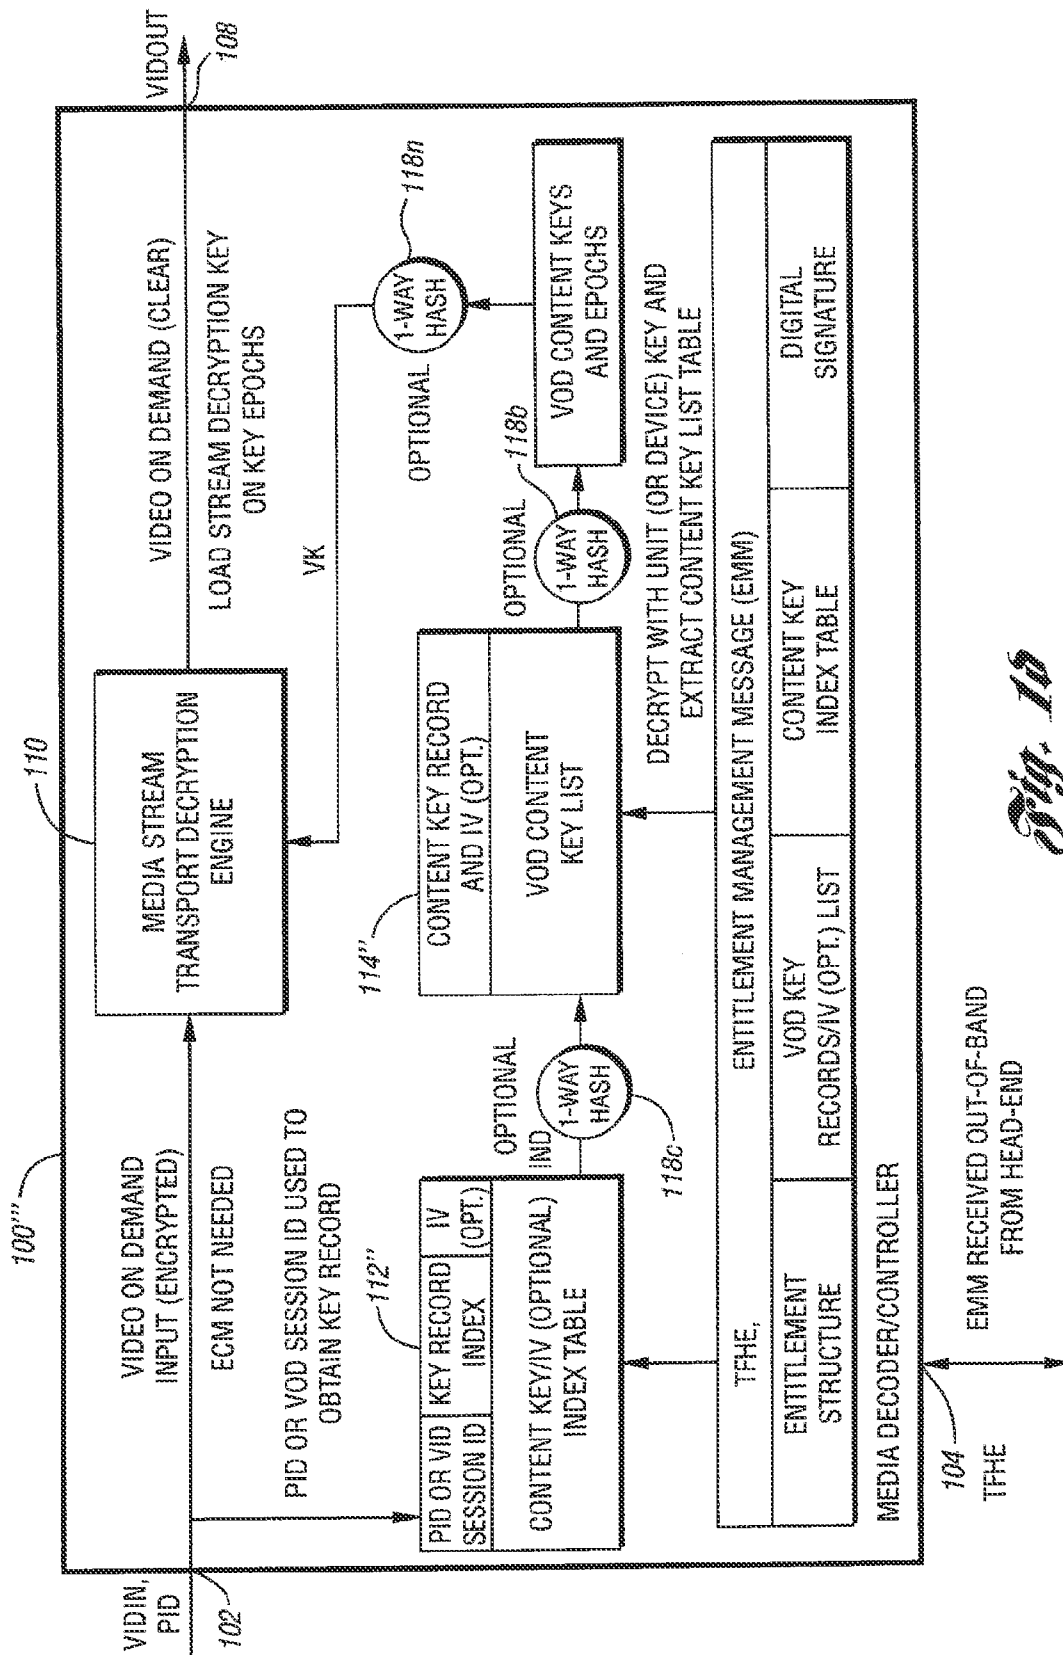 100'''
VIDIN,
PID
102
VIDEO ON DEMAND
INPUT (ENCRYPTED)
ECM NOT NEEDED
PID OR VOD SESSION ID USED TO
OBTAIN KEY RECORD
110
MEDIA STREAM
TRANSPORT DECRYPTION
ENGINE
VIDEO ON DEMAND (CLEAR)
LOAD STREAM DECRYPTION KEY
ON KEY EPOCHS
VIDOUT
108
VK
OPTIONAL
1-WAY
HASH
118n
112''
PID OR VID
SESSION ID
KEY RECORD
INDEX
IV
(OPT.)
CONTENT KEY/IV (OPTIONAL)
INDEX TABLE
OPTIONAL
IND
1-WAY
HASH
118c
114''
CONTENT KEY RECORD
AND IV (OPT.)
VOD CONTENT
KEY LIST
OPTIONAL
1-WAY
HASH
118b
VOD CONTENT KEYS
AND EPOCHS
DECRYPT WITH UNIT (OR DEVICE) KEY AND
EXTRACT CONTENT KEY LIST TABLE
TFHE,
ENTITLEMENT MANAGEMENT MESSAGE (EMM)
ENTITLEMENT
STRUCTURE
VOD KEY
RECORDS/IV (OPT.) LIST
CONTENT KEY
INDEX TABLE
DIGITAL
SIGNATURE
MEDIA DECODER/CONTROLLER
104
TFHE
EMM RECEIVED OUT-OF-BAND
FROM HEAD-END